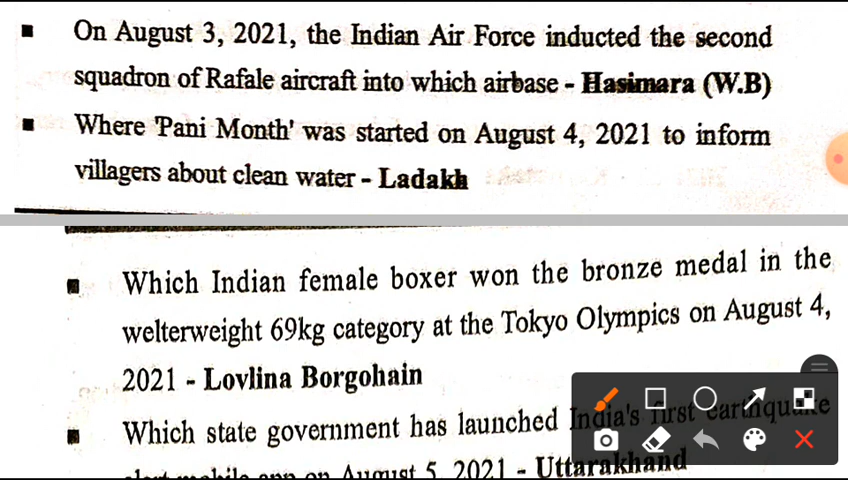 ▪ On August 3, 2021, the Indian Air Force inducted the second
squadron of Rafale aircraft into which airbase - Hasimara (W.B)
▪ Where 'Pani Month' was started on August 4, 2021 to inform
villagers about clean water - Ladakh
▪ Which Indian female boxer won the bronze medal in the
welterweight 69kg category at the Tokyo Olympics on August 4,
2021 - Lovlina Borgohain
▪ Which state government has launched India's first earthquake
alert mobile app on August 5, 2021 - Uttarakhand